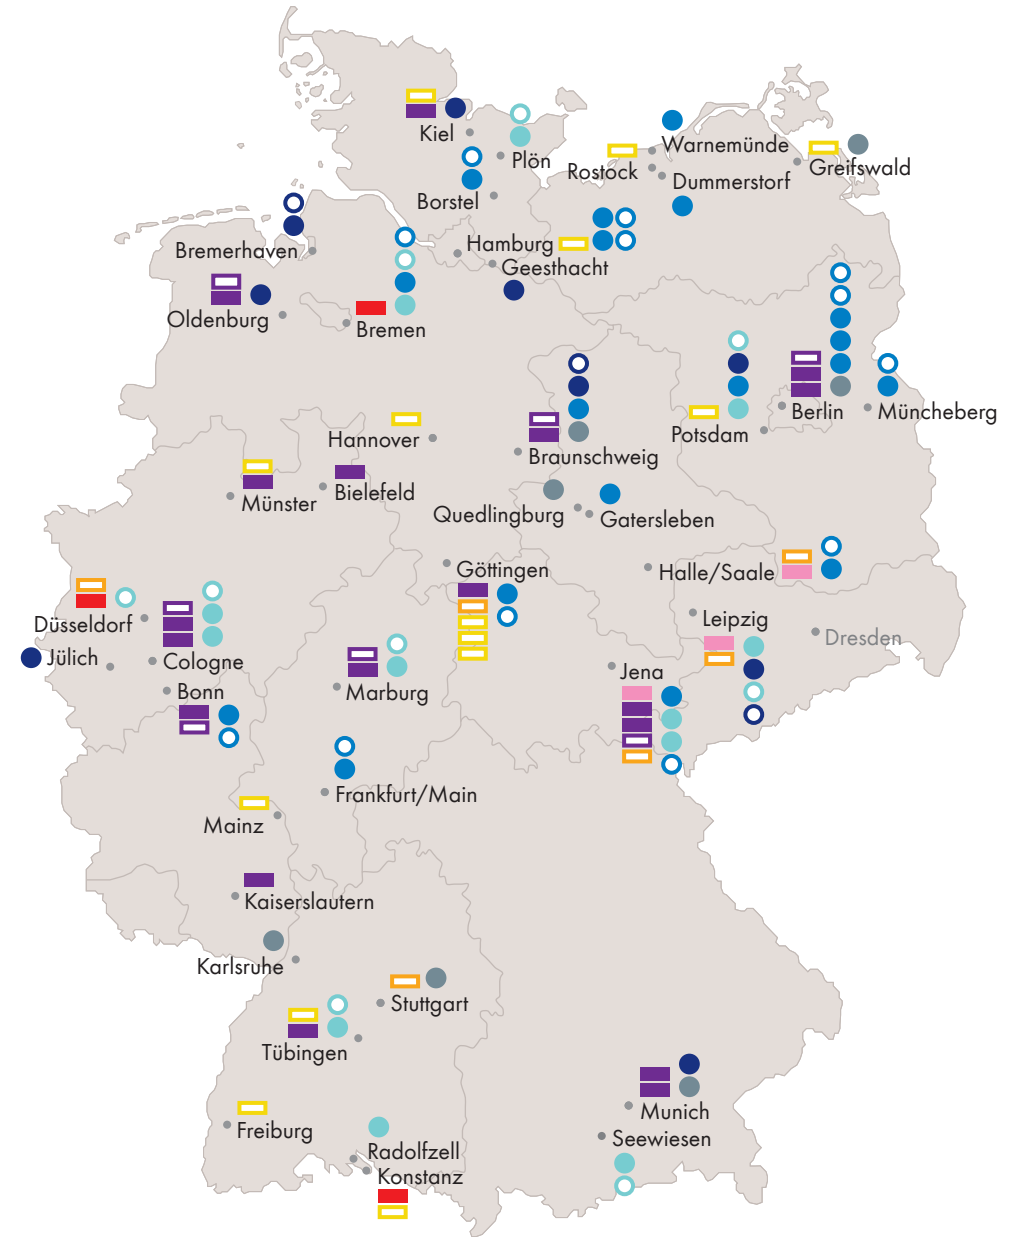 Kiel
Plön
Warnemünde
Rostock
Greifswald
Dummerstorf
Borstel
Hamburg
Bremerhaven
Geesthacht
Oldenburg
Bremen
Berlin
Müncheberg
Potsdam
Hannover
Braunschweig
Bielefeld
Münster
Quedlingburg
Gatersleben
Göttingen
Halle/Saale
Düsseldorf
Leipzig
Dresden
Jülich
Cologne
Jena
Bonn
Marburg
Frankfurt/Main
Mainz
Kaiserslautern
Karlsruhe
Stuttgart
Tübingen
Munich
Freiburg
Seewiesen
Radolfzell
Konstanz